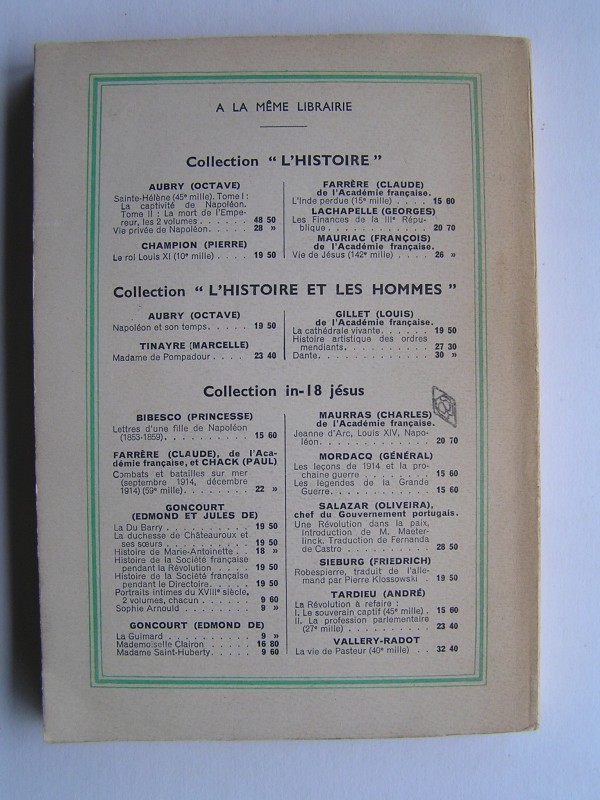 A LA MÊME LIBRAIRIE
Collection "L'HISTOIRE"
AUBRY (OCTAVE)
Sainte-Hélène (45e mille). Tome I :
La captivité de Napoléon.
Tome II : La mort de l'Empe-
reur, les 2 volumes . . . . . . 48 50
Vie privée de Napoléon. . . . . 28 »
CHAMPION (PIERRE)
Le roi Louis XI (10e mille) . . . . 19 50
FARRÈRE (CLAUDE)
de l'Académie française.
L'Inde perdue (15e mille) . . . . 15 60
LACHAPELLE (GEORGES)
Les Finances de la IIIe Répu-
blique . . . . . . . . . . . 20 70
MAURIAC (FRANÇOIS)
de l'Académie française.
Vie de Jésus (142e mille) . . . . 26 »
Collection "L'HISTOIRE ET LES HOMMES"
AUBRY (OCTAVE)
Napoléon et son temps. . . . . . 19 50
TINAYRE (MARCELLE)
Madame de Pompadour . . . . 23 40
GILLET (LOUIS)
de l'Académie française.
La cathédrale vivante. . . . . . 19 50
Histoire artistique des ordres
mendiants. . . . . . . . . . 27 30
Dante. . . . . . . . . . . . . 30 »
Collection in-18 jésus
BIBESCO (PRINCESSE)
Lettres d'une fille de Napoléon
(1853-1859). . . . . . . . . . 15 60
FARRÈRE (CLAUDE), de l'Aca-
démie française, et CHACK (PAUL)
Combats et batailles sur mer
(septembre 1914, décembre
1914) (59e mille). . . . . . . . 22 »
GONCOURT
(EDMOND ET JULES DE)
La Du Barry . . . . . . . . . . 19 50
La duchesse de Châteauroux et
ses sœurs . . . . . . . . . . 19 50
Histoire de Marie-Antoinette . . 18 »
Histoire de la Société française
pendant la Révolution . . . . 19 50
Histoire de la Société française
pendant le Directoire. . . . . 19 50
Portraits intimes du XVIIIe siècle,
2 volumes, chacun . . . . . . 9 60
Sophie Arnould . . . . . . . . 9 »
GONCOURT (EDMOND DE)
La Guimard . . . . . . . . . . 9 »
Mademoiselle Clairon . . . . . 16 80
Madame Saint-Huberty. . . . . 9 60
MAURRAS (CHARLES)
de l'Académie française.
Jeanne d'Arc, Louis XIV, Napo-
léon. . . . . . . . . . . . . 20 70
MORDACQ (GÉNÉRAL)
Les leçons de 1914 et la pro-
chaine guerre . . . . . . . . 15 60
Les légendes de la Grande
Guerre. . . . . . . . . . . . 15 60
SALAZAR (OLIVEIRA),
chef du Gouvernement portugais.
Une Révolution dans la paix,
introduction de M. Maeter-
linck. Traduction de Fernanda
de Castro . . . . . . . . . . 28 50
SIEBURG (FRIEDRICH)
Robespierre, traduit de l'alle-
mand par Pierre Klossowski . 19 50
TARDIEU (ANDRÉ)
La Révolution à refaire :
I. Le souverain captif (45e mille) . 15 60
II. La profession parlementaire
(27e mille) . . . . . . . . . . 23 40
VALLERY-RADOT
La vie de Pasteur (40e mille) . . 32 40